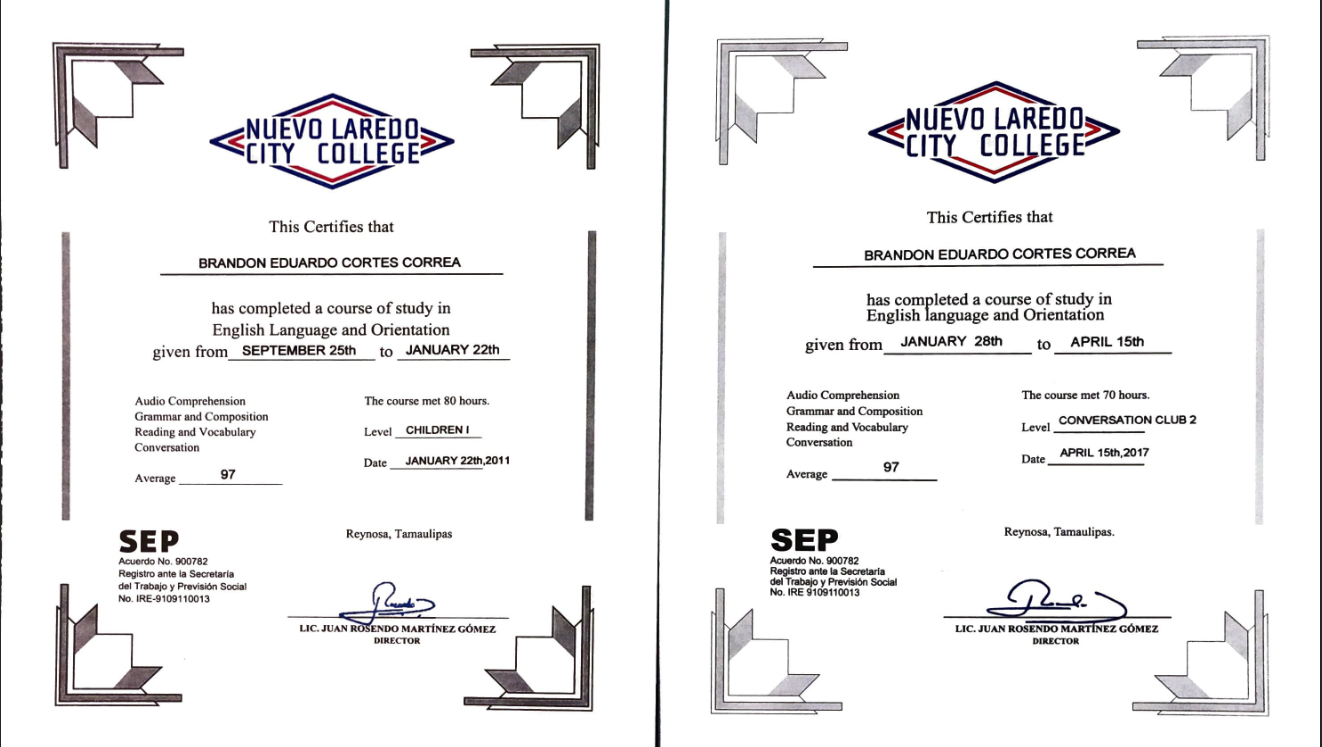 NUEVO LAREDO
CITY COLLEGE
This Certifies that
BRANDON EDUARDO CORTES CORREA
has completed a course of study in
English Language and Orientation
given from SEPTEMBER 25th to JANUARY 22th
Audio Comprehension
Grammar and Composition
Reading and Vocabulary
Conversation
Average 97
The course met 80 hours.
Level CHILDREN I
Date JANUARY 22th,2011
SEP
Acuerdo No. 900782
Registro ante la Secretaría
del Trabajo y Previsión Social
No. IRE-9109110013
Reynosa, Tamaulipas
LIC. JUAN ROSENDO MARTÍNEZ GÓMEZ
DIRECTOR
NUEVO LAREDO
CITY COLLEGE
This Certifies that
BRANDON EDUARDO CORTES CORREA
has completed a course of study in
English language and Orientation
given from JANUARY 28th to APRIL 15th
Audio Comprehension
Grammar and Composition
Reading and Vocabulary
Conversation
Average 97
The course met 70 hours.
Level CONVERSATION CLUB 2
Date APRIL 15th,2017
SEP
Acuerdo No. 900782
Registro ante la Secretaría
del Trabajo y Previsión Social
No. IRE 9109110013
Reynosa, Tamaulipas.
LIC. JUAN ROSENDO MARTÍNEZ GÓMEZ
DIRECTOR